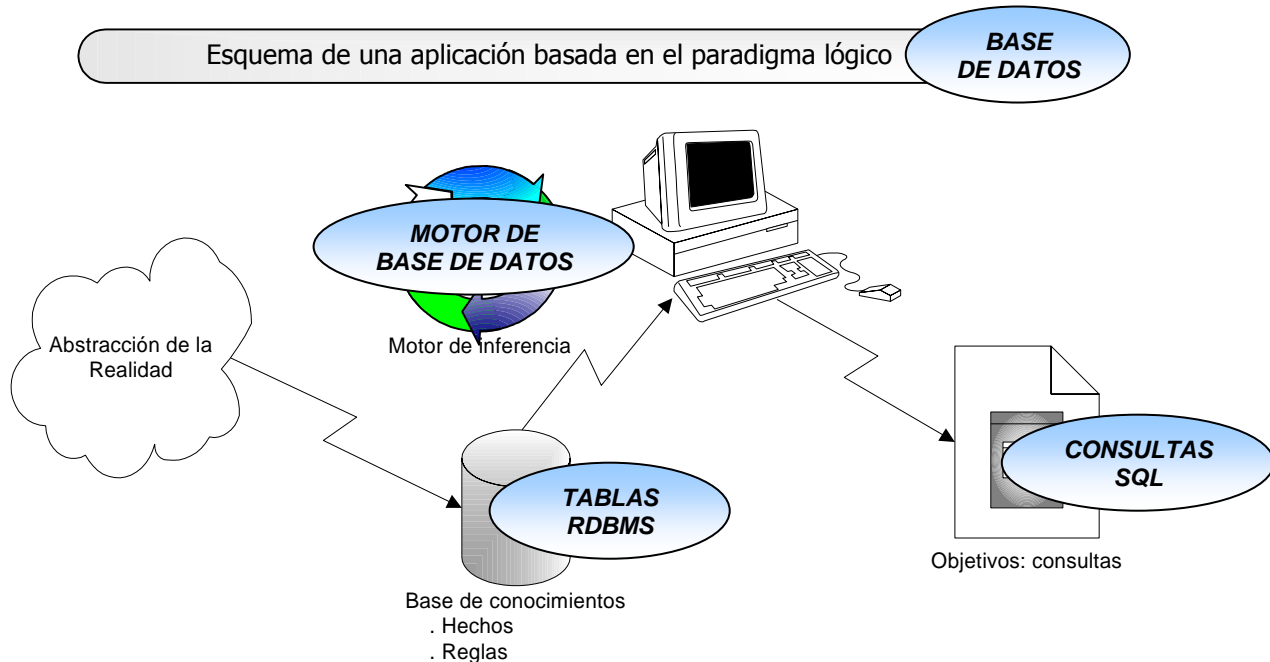 Esquema de una aplicación basada en el paradigma lógico
BASE
DE DATOS
MOTOR DE
BASE DE DATOS
Motor de inferencia
Abstracción de la
Realidad
TABLAS
RDBMS
CONSULTAS
SQL
Objetivos: consultas
Base de conocimientos
. Hechos
. Reglas